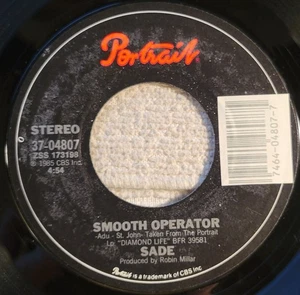 Portrait
STEREO
37-04807
ZSS 173198
℗ 1985 CBS Inc.
4:54
7464-04807-7
SMOOTH OPERATOR
Adu - St. John- Taken From The Portrait
Lp: "DIAMOND LIFE" BFR 39581
SADE
Produced by Robin Millar
Portrait is a trademark of CBS Inc.